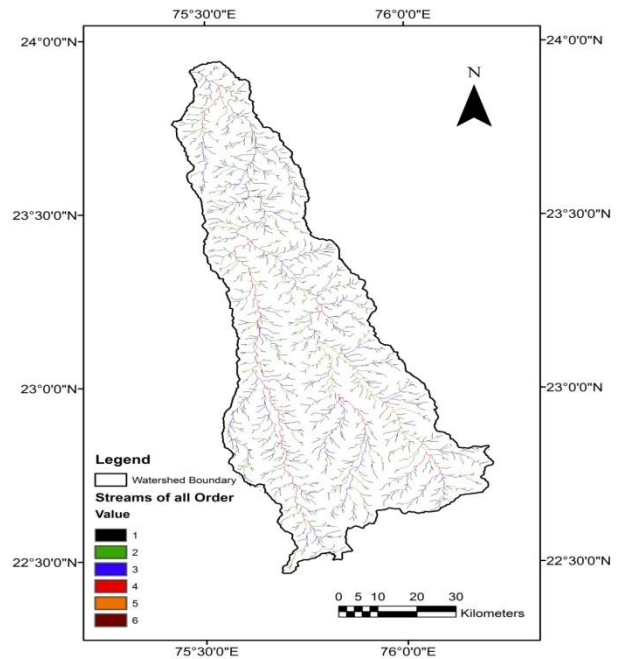 75°30'0"E 76°0'0"E
24°0'0"N 24°0'0"N
N
23°30'0"N 23°30'0"N
23°0'0"N 23°0'0"N
Legend
Watershed Boundary
Streams of all Order
Value
1
2
3
4
5
6
22°30'0"N 22°30'0"N
0 5 10 20 30
Kilometers
75°30'0"E 76°0'0"E